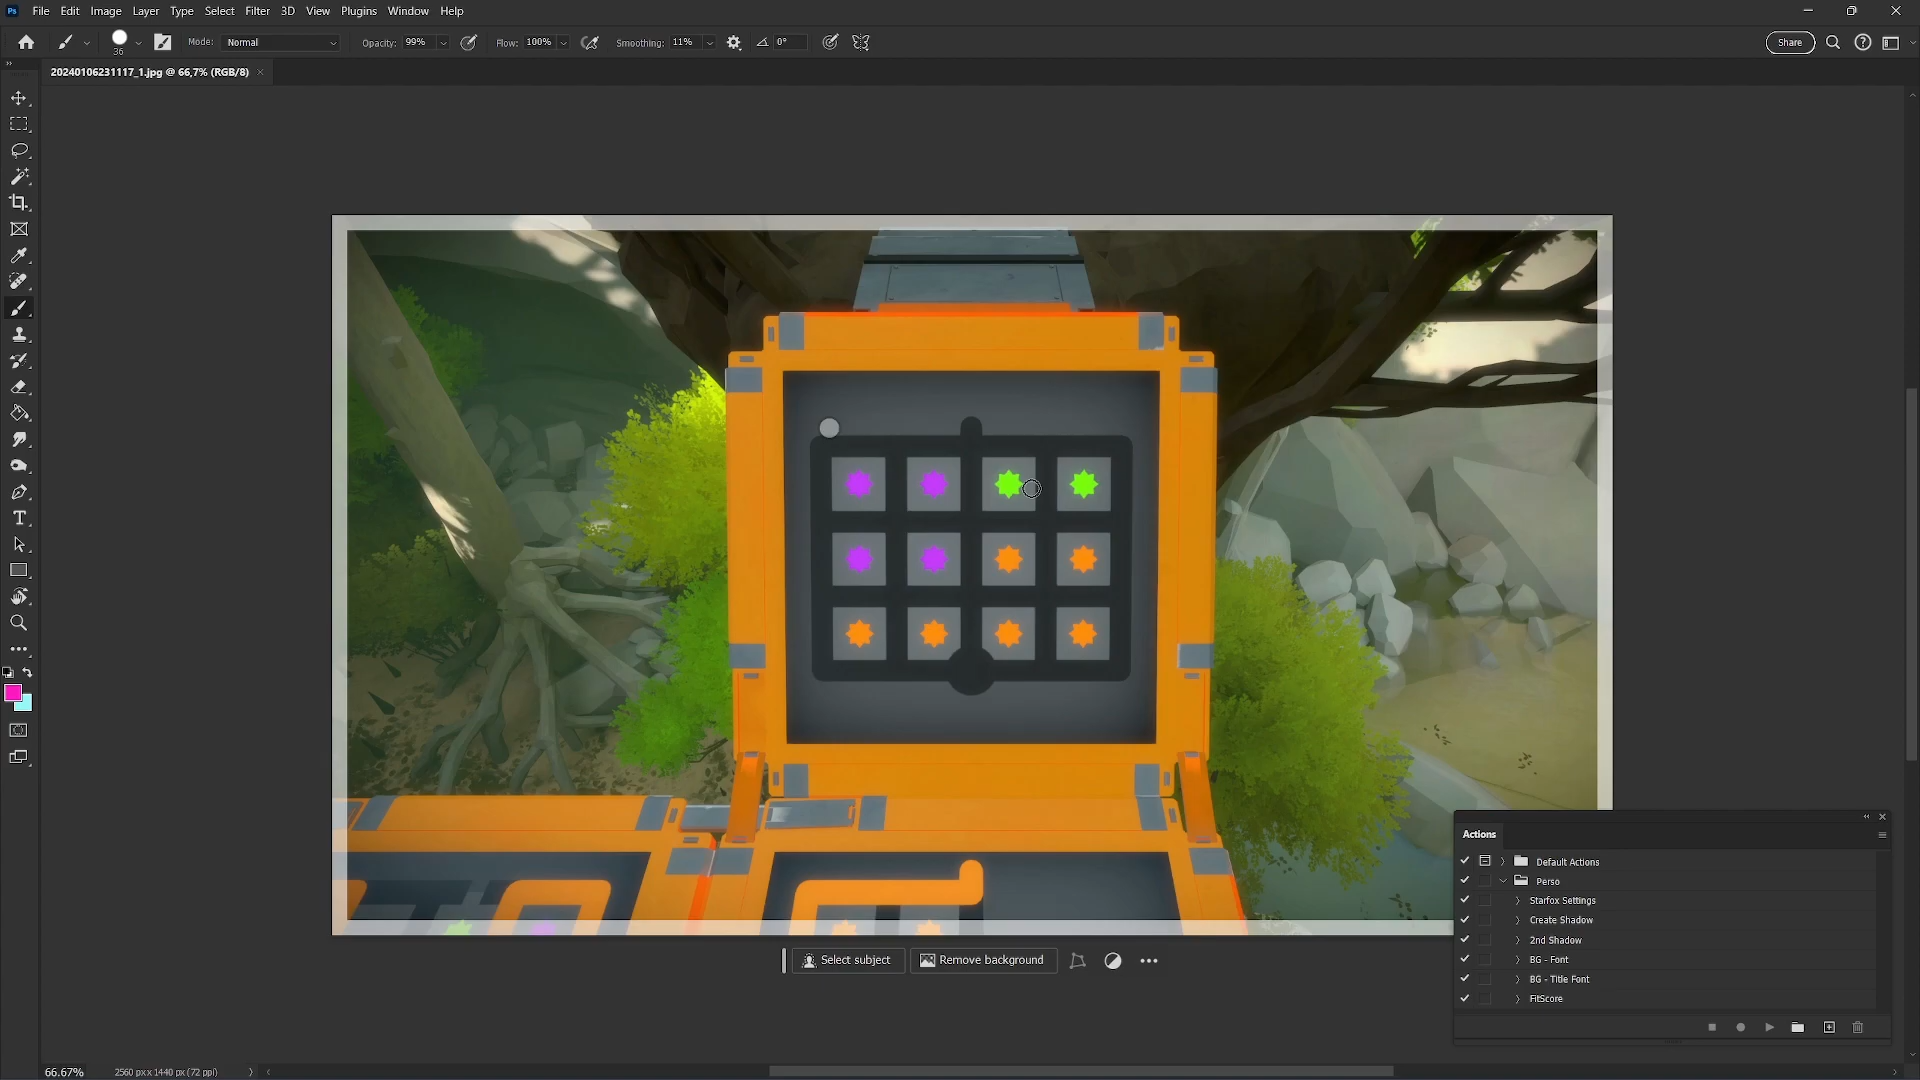 Ps File Edit Image Layer Type Select Filter 3D View Plugins Window Help
36 Mode: Normal Opacity: 99% Flow: 100% Smoothing: 11% 0° Share
20240106231117_1.jpg @ 66,7% (RGB/8)
Select subject Remove background
Actions
Default Actions
Perso
Starfox Settings
Create Shadow
2nd Shadow
BG - Font
BG - Title Font
FitScore
66.67% 2560 px x 1440 px (72 ppi)